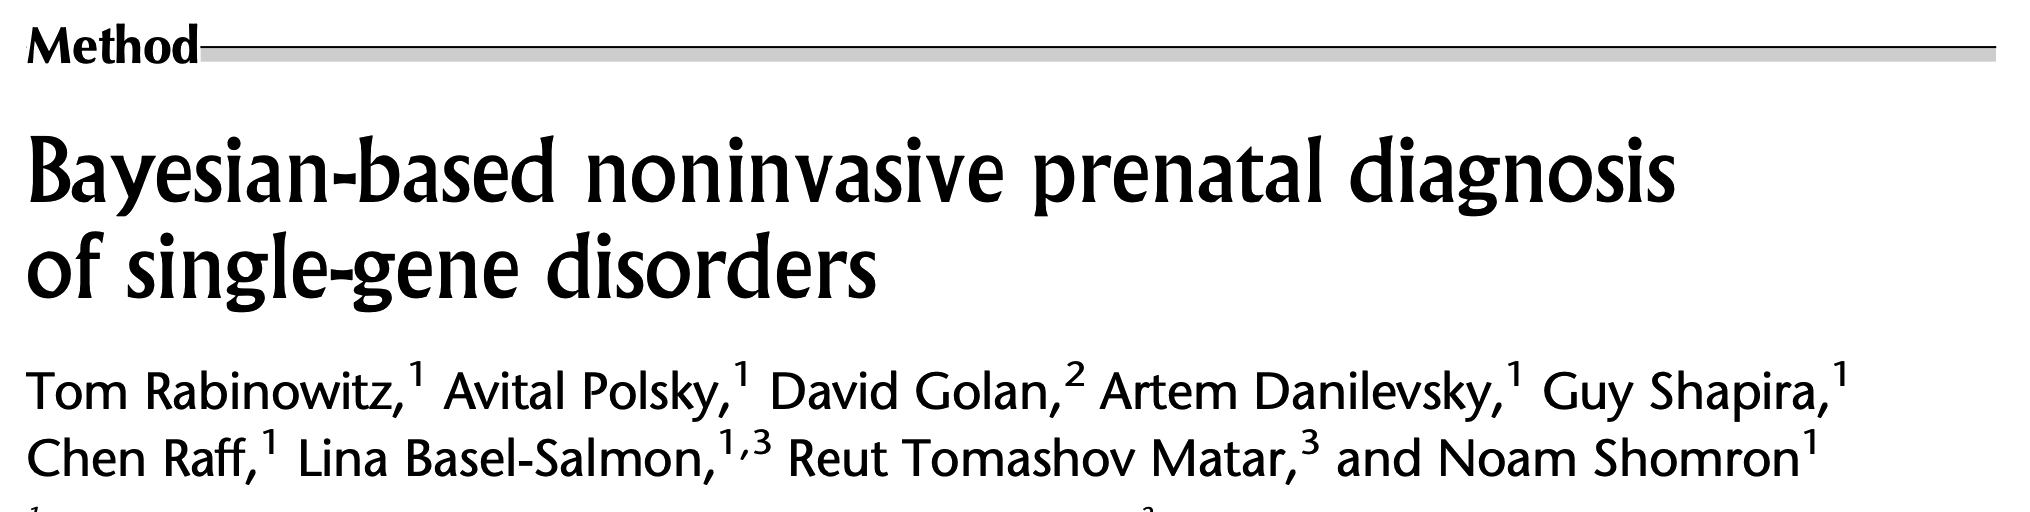 Method
Bayesian-based noninvasive prenatal diagnosis
of single-gene disorders
Tom Rabinowitz,¹ Avital Polsky,¹ David Golan,² Artem Danilevsky,¹ Guy Shapira,¹
Chen Raff,¹ Lina Basel-Salmon,¹,³ Reut Tomashov Matar,³ and Noam Shomron¹